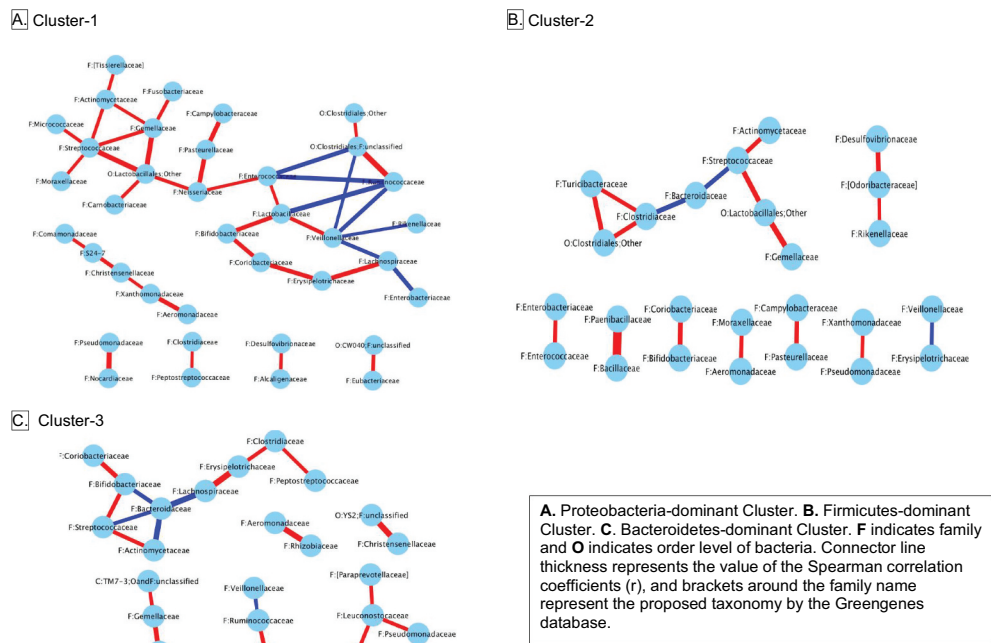 A. Cluster-1
F:[Tissierellaceae]
F:Actinomycetaceae
F:Fusobacteriaceae
F:Micrococcaceae
F:Gemellaceae
F:Campylobacteraceae
O:Clostridiales;Other
F:Streptococcaceae
F:Pasteurellaceae
O:Clostridiales;F:unclassified
F:Moraxellaceae
O:Lactobacillales;Other
F:Neisseriaceae
F:Enterococcaceae
F:Ruminococcaceae
F:Carnobacteriaceae
F:Lactobacillaceae
F:Rikenellaceae
F:Comamonadaceae
F:Bifidobacteriaceae
F:Veillonellaceae
F:S24-7
F:Coriobacteriaceae
F:Lachnospiraceae
F:Christensenellaceae
F:Erysipelotrichaceae
F:Xanthomonadaceae
F:Enterobacteriaceae
F:Aeromonadaceae
F:Pseudomonadaceae
F:Clostridiaceae
F:Desulfovibrionaceae
O:CW040;F:unclassified
F:Nocardiaceae
F:Peptostreptococcaceae
F:Alcaligenaceae
F:Eubacteriaceae
B. Cluster-2
F:Actinomycetaceae
F:Desulfovibrionaceae
F:Streptococcaceae
F:Turicibacteraceae
F:Bacteroidaceae
F:[Odoribacteraceae]
F:Clostridiaceae
O:Lactobacillales;Other
O:Clostridiales;Other
F:Rikenellaceae
F:Gemellaceae
F:Enterobacteriaceae
F:Paenibacillaceae
F:Coriobacteriaceae
F:Moraxellaceae
F:Campylobacteraceae
F:Xanthomonadaceae
F:Veillonellaceae
F:Enterococcaceae
F:Bacillaceae
F:Bifidobacteriaceae
F:Aeromonadaceae
F:Pasteurellaceae
F:Pseudomonadaceae
F:Erysipelotrichaceae
C. Cluster-3
F:Coriobacteriaceae
F:Clostridiaceae
F:Bifidobacteriaceae
F:Erysipelotrichaceae
F:Lachnospiraceae
F:Peptostreptococcaceae
F:Bacteroidaceae
F:Streptococcaceae
F:Actinomycetaceae
F:Aeromonadaceae
F:Rhizobiaceae
O:YS2;F:unclassified
F:Christensenellaceae
C:TM7-3;OandF:unclassified
F:Veillonellaceae
F:[Paraprevotellaceae]
F:Gemellaceae
F:Ruminococcaceae
F:Leuconostocaceae
F:Pseudomonadaceae
A. Proteobacteria-dominant Cluster. B. Firmicutes-dominant
Cluster. C. Bacteroidetes-dominant Cluster. F indicates family
and O indicates order level of bacteria. Connector line
thickness represents the value of the Spearman correlation
coefficients (r), and brackets around the family name
represent the proposed taxonomy by the Greengenes
database.